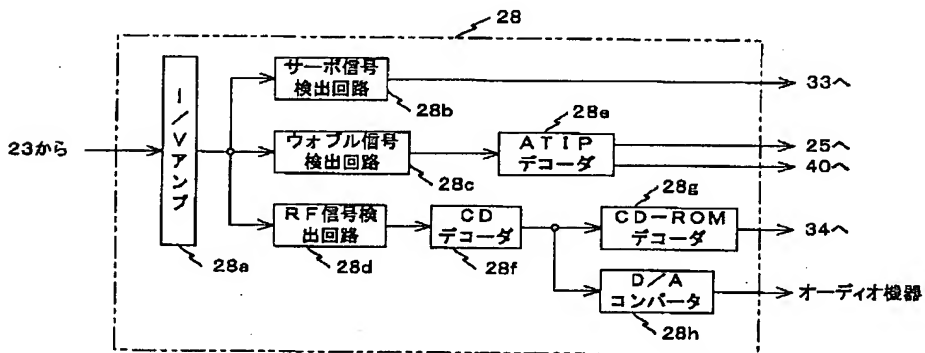 28
サーボ信号
検出回路
28b
33へ
23から
I/Vアンプ
28a
ウォブル信号
検出回路
28c
28e
ATIP
デコーダ
25へ
40へ
RF信号検
出回路
28d
CD
デコーダ
28f
28g
CD-ROM
デコーダ
34へ
D/A
コンバータ
28h
オーディオ機器